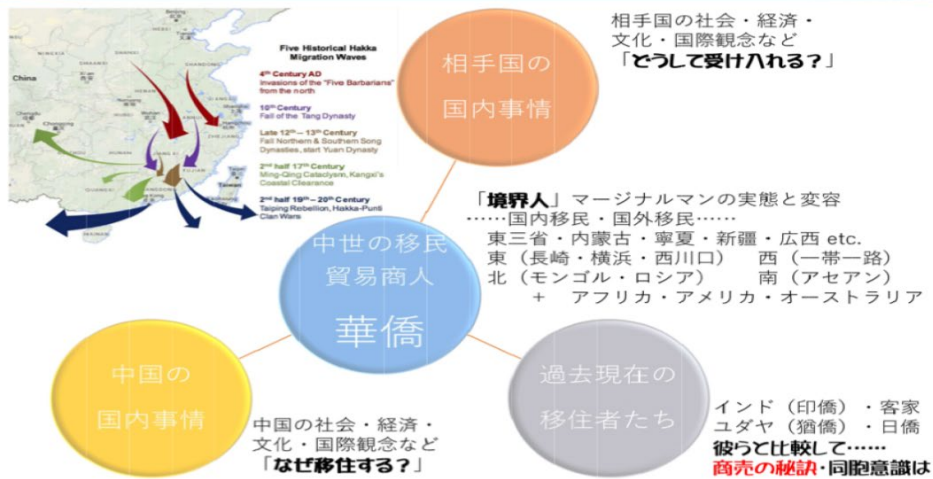 Five Historical Hakka
Migration Waves
4th Century AD
Invasions of the "Five Barbarians"
from the north
10th Century
Fall of the Tang Dynasty
Late 12th – 13th Century
Fall Northern & Southern Song
Dynasties, start Yuen Dynasty
2nd half 17th Century
Ming-Qing Cataclysm, Kangxi's
Coastal Clearance
2nd half 19th – 20th Century
Taiping Rebellion, Hakka-Punti
Clan Wars
China
Taiwan
相手国の
国内事情
相手国の社会・経済・
文化・国際観念など
「どうして受け入れる？」
「境界人」マージナルマンの実態と変容
……国内移民・国外移民……
東三省・内蒙古・寧夏・新疆・広西 etc.
東（長崎・横浜・西川口） 西（一帯一路）
北（モンゴル・ロシア） 南（アセアン）
+ アフリカ・アメリカ・オーストラリア
中世の移民
貿易商人
華僑
中国の
国内事情
中国の社会・経済・
文化・国際観念など
「なぜ移住する？」
過去現在の
移住者たち
インド（印僑）・客家
ユダヤ（猶僑）・日僑
彼らと比較して……
商売の秘訣・同胞意識は